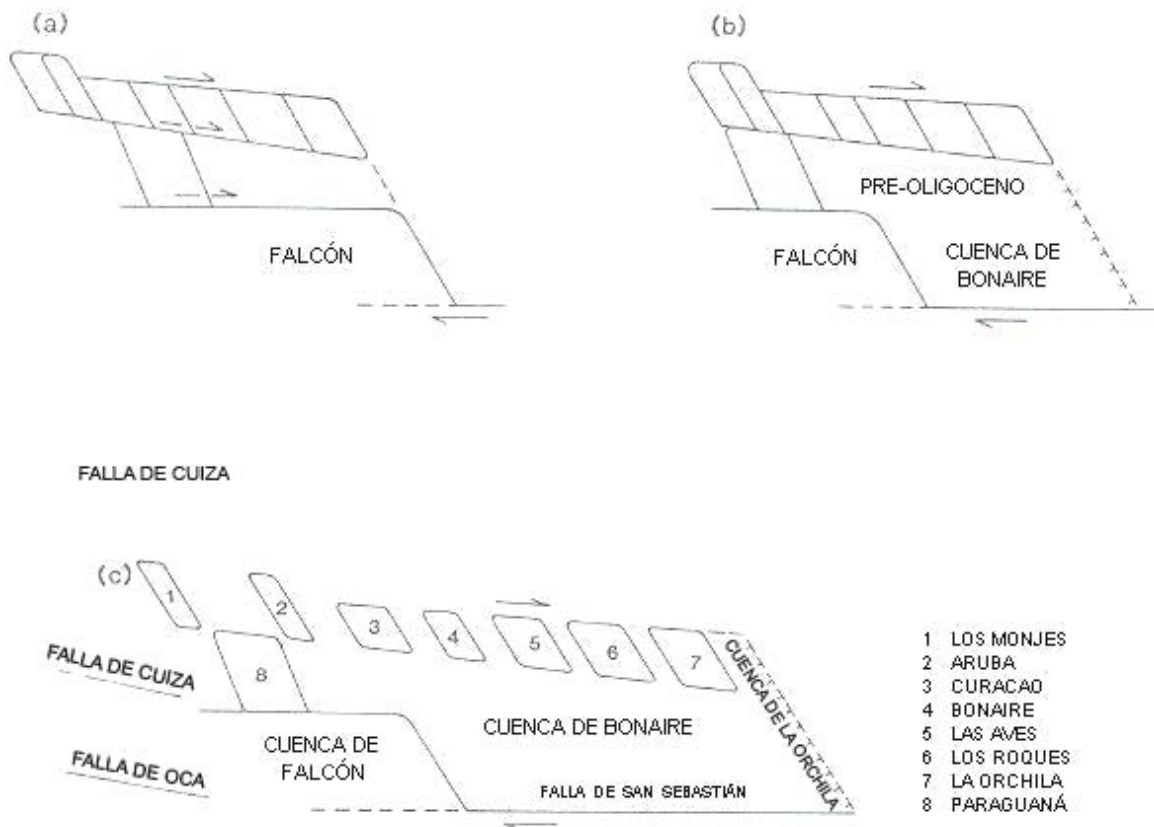 (a)
FALCÓN
(b)
PRE-OLIGOCENO
FALCÓN
CUENCA DE
BONAIRE
FALLA DE CUIZA
(c)
1
2
3
4
5
6
7
8
FALLA DE CUIZA
FALLA DE OCA
CUENCA DE
FALCÓN
CUENCA DE BONAIRE
FALLA DE SAN SEBASTIÁN
CUENCA DE LA ORCHILA
1 LOS MONJES
2 ARUBA
3 CURACAO
4 BONAIRE
5 LAS AVES
6 LOS ROQUES
7 LA ORCHILA
8 PARAGUANÁ